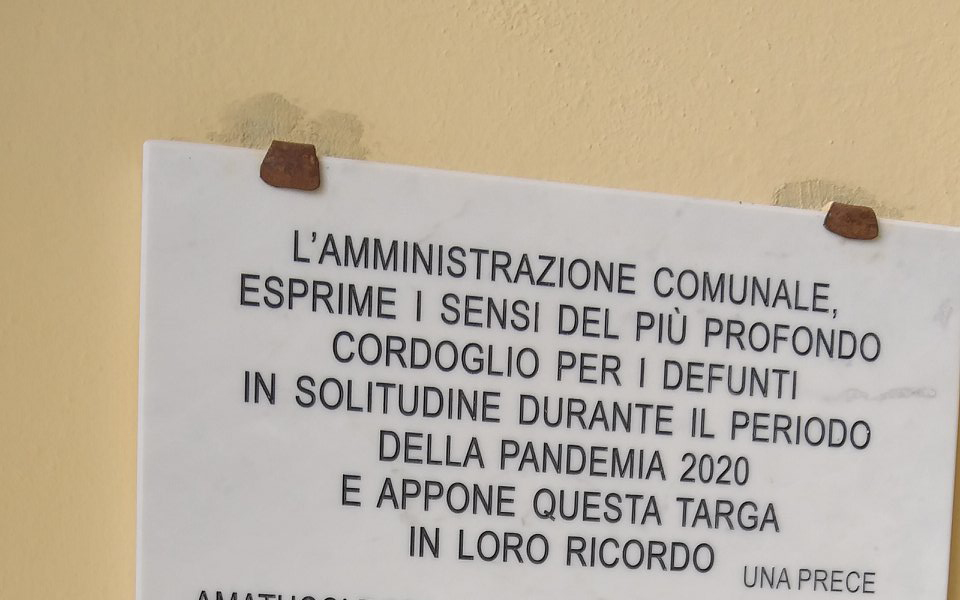 L'AMMINISTRAZIONE COMUNALE,
ESPRIME I SENSI DEL PIÙ PROFONDO
CORDOGLIO PER I DEFUNTI
IN SOLITUDINE DURANTE IL PERIODO
DELLA PANDEMIA 2020
E APPONE QUESTA TARGA
IN LORO RICORDO
UNA PRECE